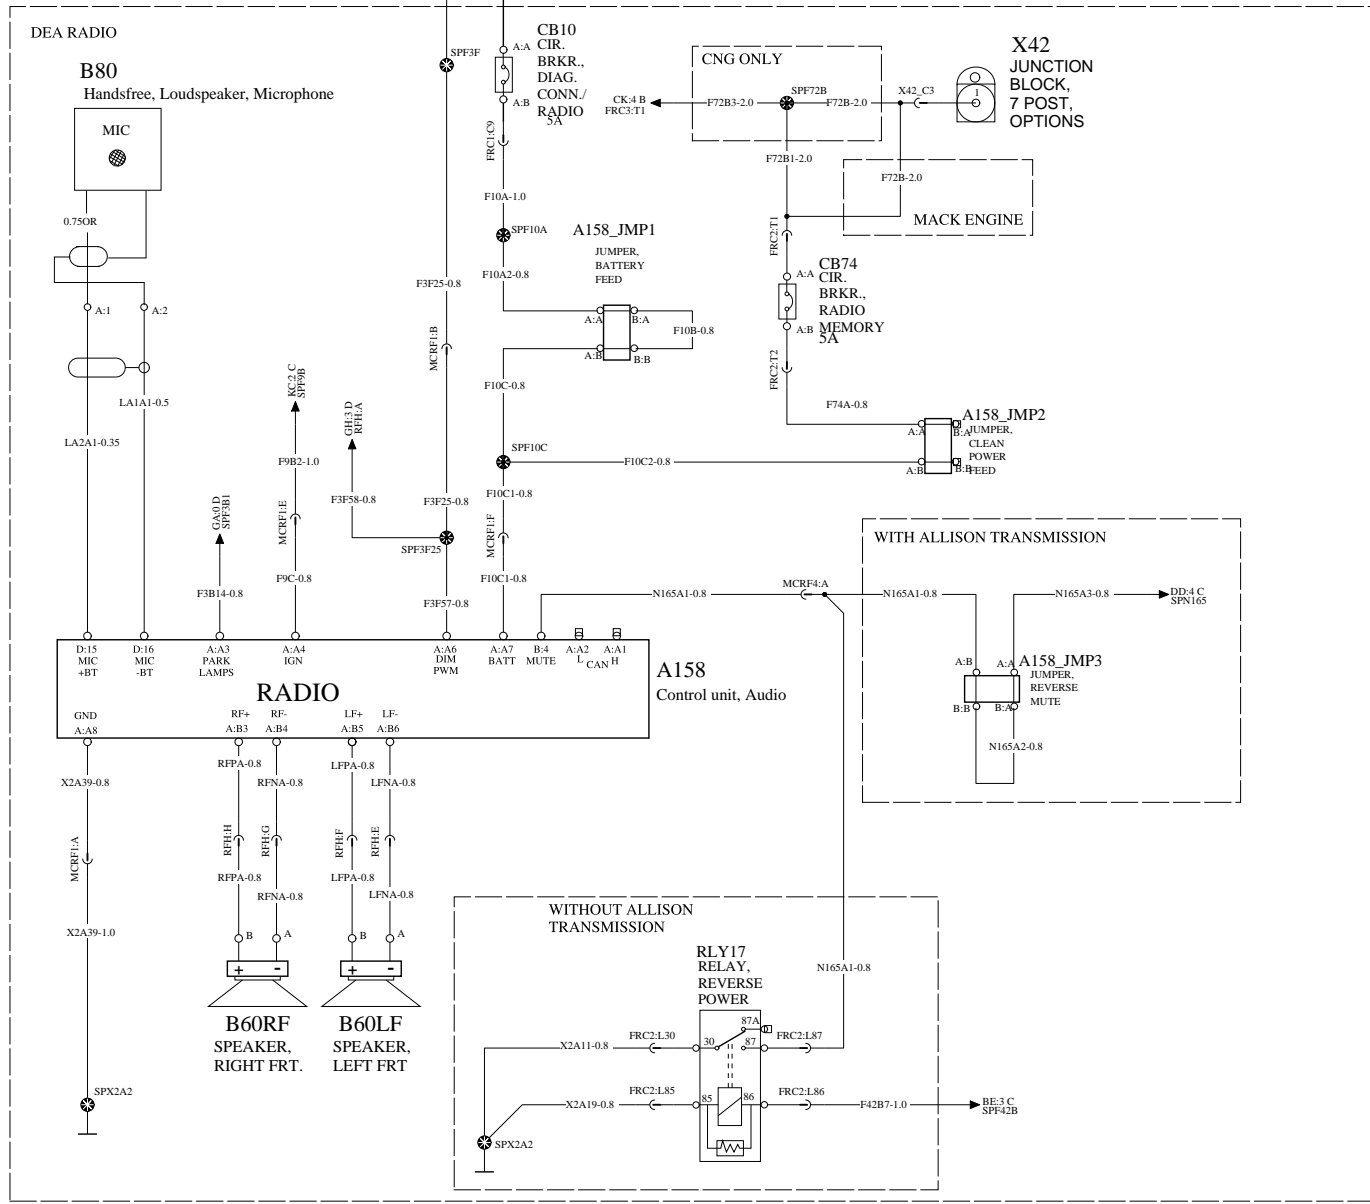 DEA RADIO
B80
Handsfree, Loudspeaker, Microphone
MIC
0.75OR
A:1
A:2
LA1A1-0.5
LA2A1-0.35
SPF3F
A:A
CB10
CIR.
BRKR.,
DIAG.
CONN./
RADIO
5A
A:B
FRC1:C9
F10A-1.0
SPF10A
F10A2-0.8
A158_JMP1
JUMPER,
BATTERY
FEED
A:A
B:A
F10B-0.8
A:B
B:B
F10C-0.8
F3F25-0.8
MCRF1:B
CNG ONLY
CK:4 B
FRC3:T1
F72B3-2.0
SPF72B
F72B-2.0
X42_C3
1
X42
JUNCTION
BLOCK,
7 POST,
OPTIONS
F72B1-2.0
F72B-2.0
MACK ENGINE
FRC2:T1
A:A
CB74
CIR.
BRKR.,
RADIO
MEMORY
5A
A:B
FRC2:T2
F74A-0.8
A158_JMP2
JUMPER,
CLEAN
POWER
FEED
A:A
B:A
A:B
B:B
SPF10C
F10C2-0.8
F10C1-0.8
MCRF1:F
F10C1-0.8
KC:2 C
SPF9B
F9B2-1.0
MCRF1:E
F9C-0.8
GH:3 D
RFH:A
F3F58-0.8
F3F25-0.8
SPF3F25
F3F57-0.8
GA:0 D
SPF3B1
F3B14-0.8
WITH ALLISON TRANSMISSION
N165A1-0.8
MCRF4:A
N165A1-0.8
N165A3-0.8
DD:4 C
SPN165
A:B
A:A
A158_JMP3
JUMPER,
REVERSE
MUTE
B:B
B:A
N165A2-0.8
D:15
MIC
+BT
D:16
MIC
-BT
A:A3
PARK
LAMPS
A:A4
IGN
A:A6
DIM
PWM
A:A7
BATT
B:4
MUTE
A:A2
L
CAN
A:A1
H
A158
Control unit, Audio
RADIO
GND
A:A8
RF+
A:B3
RF-
A:B4
LF+
A:B5
LF-
A:B6
X2A39-0.8
RFPA-0.8
RFNA-0.8
LFPA-0.8
LFNA-0.8
MCRF1:A
RFH:H
RFH:G
RFH:F
RFH:E
RFPA-0.8
RFNA-0.8
LFPA-0.8
LFNA-0.8
X2A39-1.0
B
A
B
A
+ -
+ -
B60RF
SPEAKER,
RIGHT FRT.
B60LF
SPEAKER,
LEFT FRT
SPX2A2
WITHOUT ALLISON
TRANSMISSION
RLY17
RELAY,
REVERSE
POWER
N165A1-0.8
X2A11-0.8
FRC2:L30
30
87A
87
FRC2:L87
X2A19-0.8
FRC2:L85
85
86
FRC2:L86
F42B7-1.0
BE:3 C
SPF42B
SPX2A2